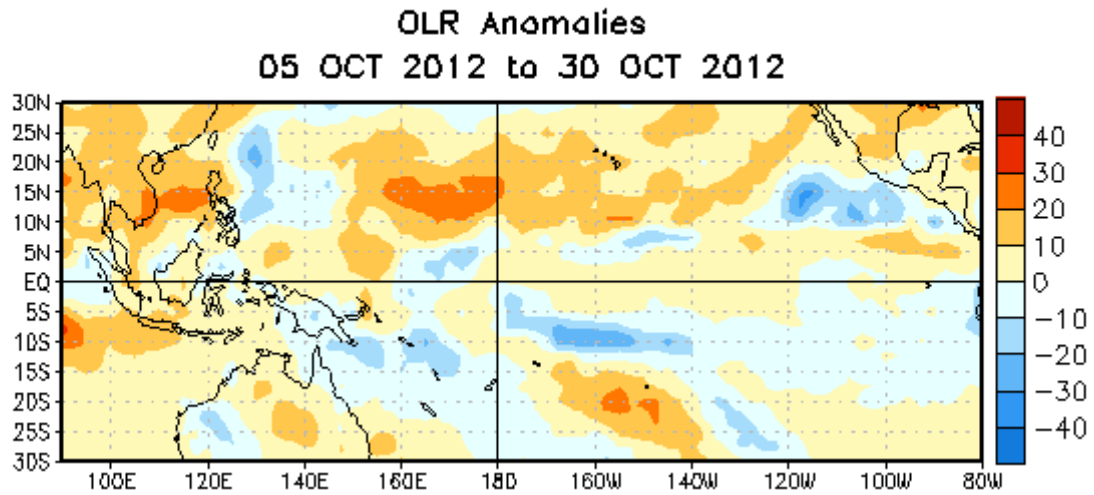 OLR Anomalies
05 OCT 2012 to 30 OCT 2012
30N
25N
20N
15N
10N
5N
EQ
5S
10S
15S
20S
25S
30S
100E 120E 140E 160E 180 160W 140W 120W 100W 80W
40
30
20
10
0
-10
-20
-30
-40